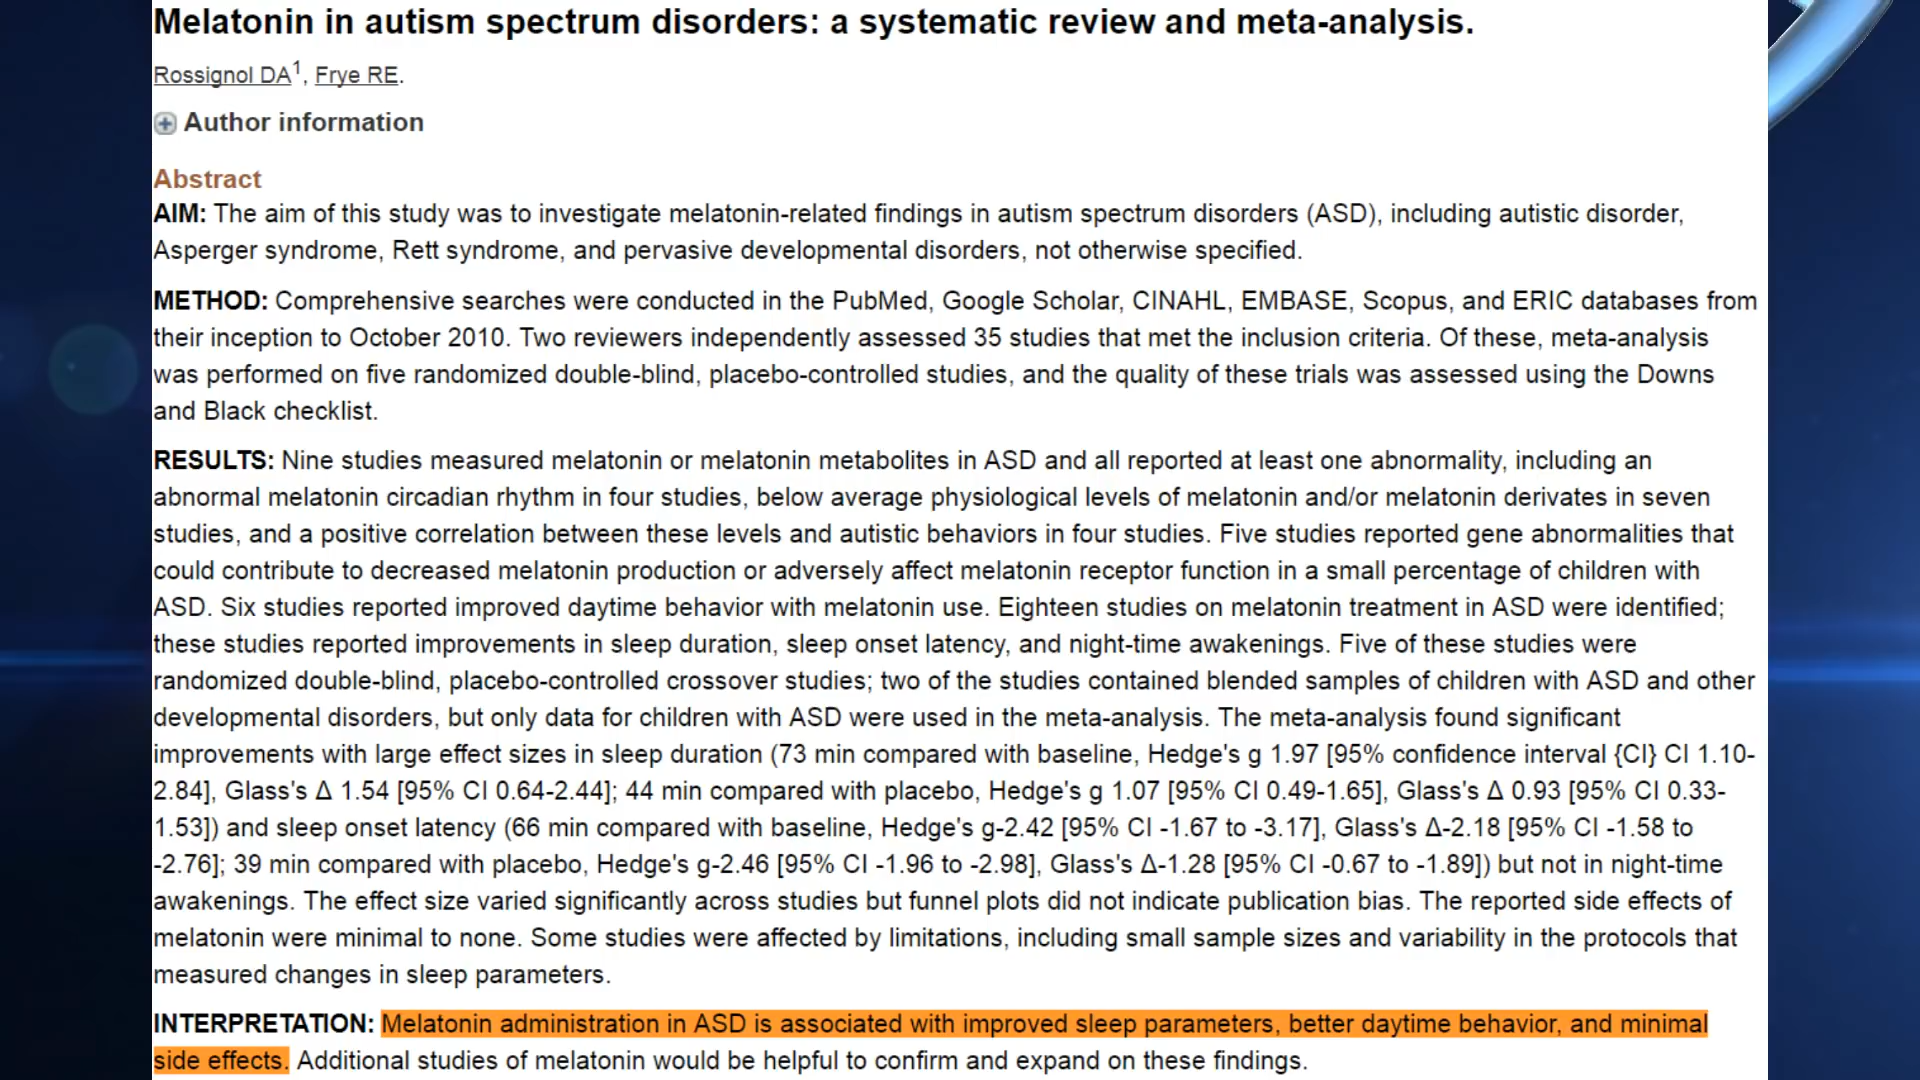 Melatonin in autism spectrum disorders: a systematic review and meta-analysis.
Rossignol DA1, Frye RE.
Author information
Abstract
AIM: The aim of this study was to investigate melatonin-related findings in autism spectrum disorders (ASD), including autistic disorder,
Asperger syndrome, Rett syndrome, and pervasive developmental disorders, not otherwise specified.
METHOD: Comprehensive searches were conducted in the PubMed, Google Scholar, CINAHL, EMBASE, Scopus, and ERIC databases from
their inception to October 2010. Two reviewers independently assessed 35 studies that met the inclusion criteria. Of these, meta-analysis
was performed on five randomized double-blind, placebo-controlled studies, and the quality of these trials was assessed using the Downs
and Black checklist.
RESULTS: Nine studies measured melatonin or melatonin metabolites in ASD and all reported at least one abnormality, including an
abnormal melatonin circadian rhythm in four studies, below average physiological levels of melatonin and/or melatonin derivates in seven
studies, and a positive correlation between these levels and autistic behaviors in four studies. Five studies reported gene abnormalities that
could contribute to decreased melatonin production or adversely affect melatonin receptor function in a small percentage of children with
ASD. Six studies reported improved daytime behavior with melatonin use. Eighteen studies on melatonin treatment in ASD were identified;
these studies reported improvements in sleep duration, sleep onset latency, and night-time awakenings. Five of these studies were
randomized double-blind, placebo-controlled crossover studies; two of the studies contained blended samples of children with ASD and other
developmental disorders, but only data for children with ASD were used in the meta-analysis. The meta-analysis found significant
improvements with large effect sizes in sleep duration (73 min compared with baseline, Hedge's g 1.97 [95% confidence interval {CI} CI 1.10-
2.84], Glass's Δ 1.54 [95% CI 0.64-2.44]; 44 min compared with placebo, Hedge's g 1.07 [95% CI 0.49-1.65], Glass's Δ 0.93 [95% CI 0.33-
1.53]) and sleep onset latency (66 min compared with baseline, Hedge's g-2.42 [95% CI -1.67 to -3.17], Glass's Δ-2.18 [95% CI -1.58 to
-2.76]; 39 min compared with placebo, Hedge's g-2.46 [95% CI -1.96 to -2.98], Glass's Δ-1.28 [95% CI -0.67 to -1.89]) but not in night-time
awakenings. The effect size varied significantly across studies but funnel plots did not indicate publication bias. The reported side effects of
melatonin were minimal to none. Some studies were affected by limitations, including small sample sizes and variability in the protocols that
measured changes in sleep parameters.
INTERPRETATION: Melatonin administration in ASD is associated with improved sleep parameters, better daytime behavior, and minimal
side effects. Additional studies of melatonin would be helpful to confirm and expand on these findings.